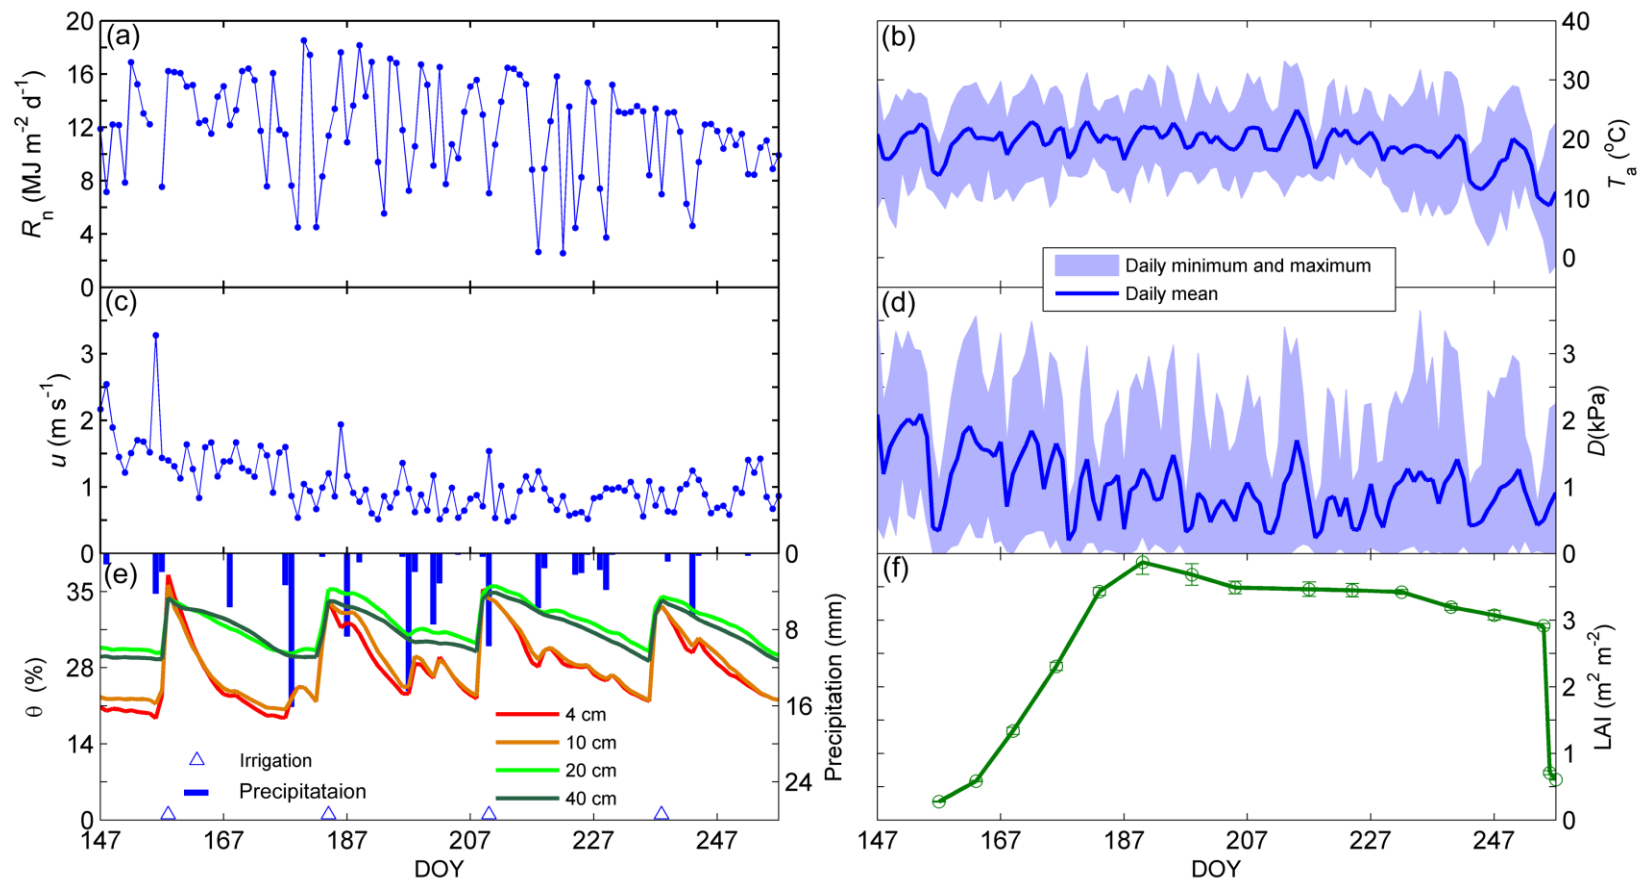 (a)
20
16
12
8
4
0
Rn (MJ m⁻² d⁻¹)
(b)
40
30
20
10
0
Ta (°C)
Daily minimum and maximum
Daily mean
(c)
3
2
1
0
u (m s⁻¹)
(d)
3
2
1
0
D(kPa)
(e)
35
28
14
0
θ (%)
0
8
16
24
Precipitation (mm)
4 cm
10 cm
20 cm
40 cm
Irrigation
Precipitataion
147 167 187 207 227 247
DOY
(f)
3
2
1
0
LAI (m² m⁻²)
147 167 187 207 227 247
DOY